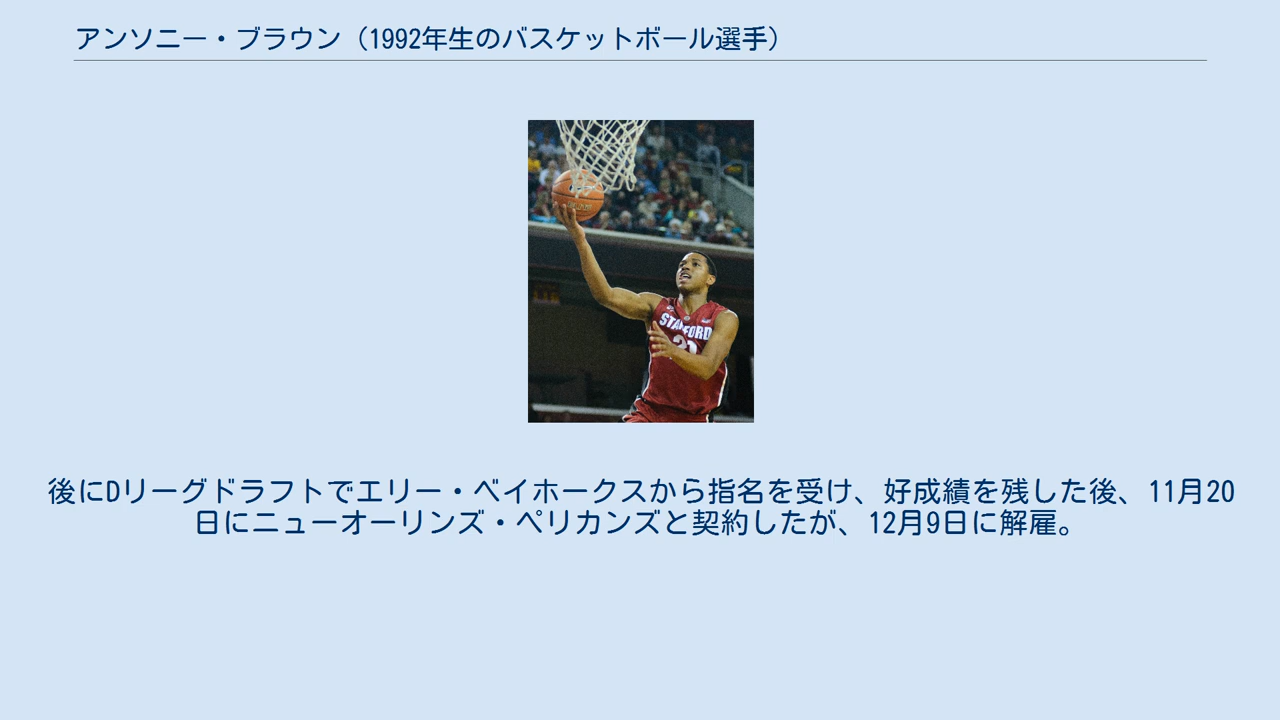 アンソニー・ブラウン（1992年生のバスケットボール選手）
STANFORD
21
後にDリーグドラフトでエリー・ベイホークスから指名を受け、好成績を残した後、11月20
日にニューオーリンズ・ペリカンズと契約したが、12月9日に解雇。